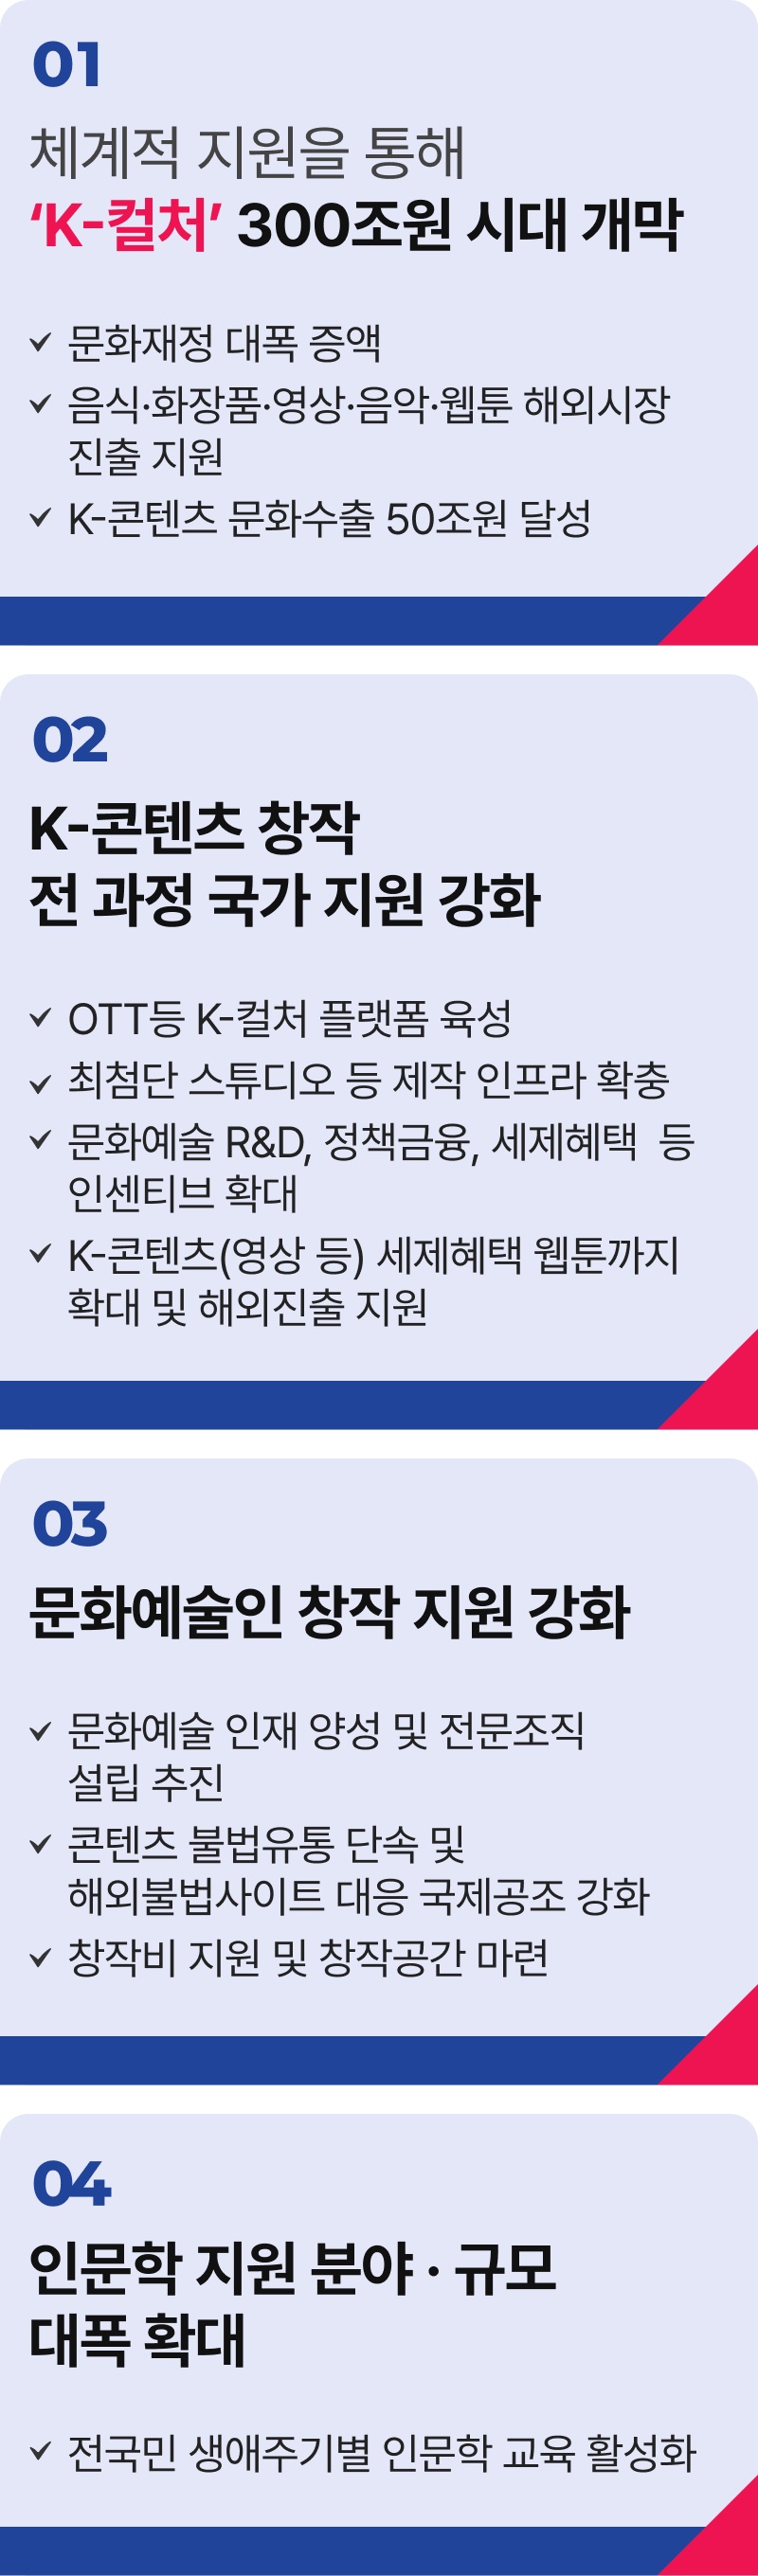 01
체계적 지원을 통해
‘K-컬처’ 300조원 시대 개막
문화재정 대폭 증액
음식·화장품·영상·음악·웹툰 해외시장
진출 지원
K-콘텐츠 문화수출 50조원 달성
02
K-콘텐츠 창작
전 과정 국가 지원 강화
OTT등 K-컬처 플랫폼 육성
최첨단 스튜디오 등 제작 인프라 확충
문화예술 R&D, 정책금융, 세제혜택 등
인센티브 확대
K-콘텐츠(영상 등) 세제혜택 웹툰까지
확대 및 해외진출 지원
03
문화예술인 창작 지원 강화
문화예술 인재 양성 및 전문조직
설립 추진
콘텐츠 불법유통 단속 및
해외불법사이트 대응 국제공조 강화
창작비 지원 및 창작공간 마련
04
인문학 지원 분야 · 규모
대폭 확대
전국민 생애주기별 인문학 교육 활성화